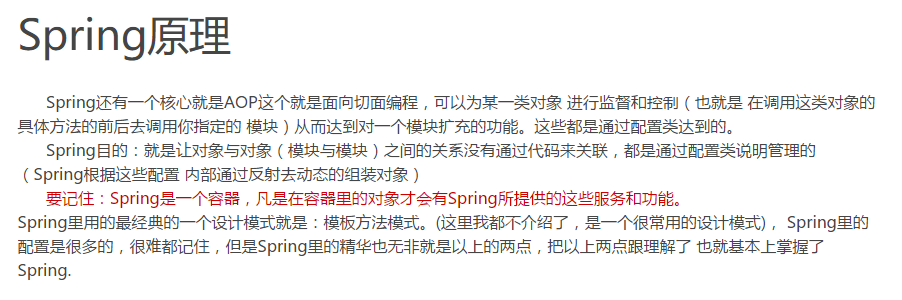 Spring原理
Spring还有一个核心就是AOP这个就是面向切面编程，可以为某一类对象 进行监督和控制（也就是 在调用这类对象的
具体方法的前后去调用你指定的 模块）从而达到对一个模块扩充的功能。这些都是通过配置类达到的。
Spring目的：就是让对象与对象（模块与模块）之间的关系没有通过代码来关联，都是通过配置类说明管理的
（Spring根据这些配置 内部通过反射去动态的组装对象）
要记住：Spring是一个容器，凡是在容器里的对象才会有Spring所提供的这些服务和功能。
Spring里用的最经典的一个设计模式就是：模板方法模式。(这里我都不介绍了，是一个很常用的设计模式)， Spring里的
配置是很多的，很难都记住，但是Spring里的精华也无非就是以上的两点，把以上两点跟理解了 也就基本上掌握了
Spring.